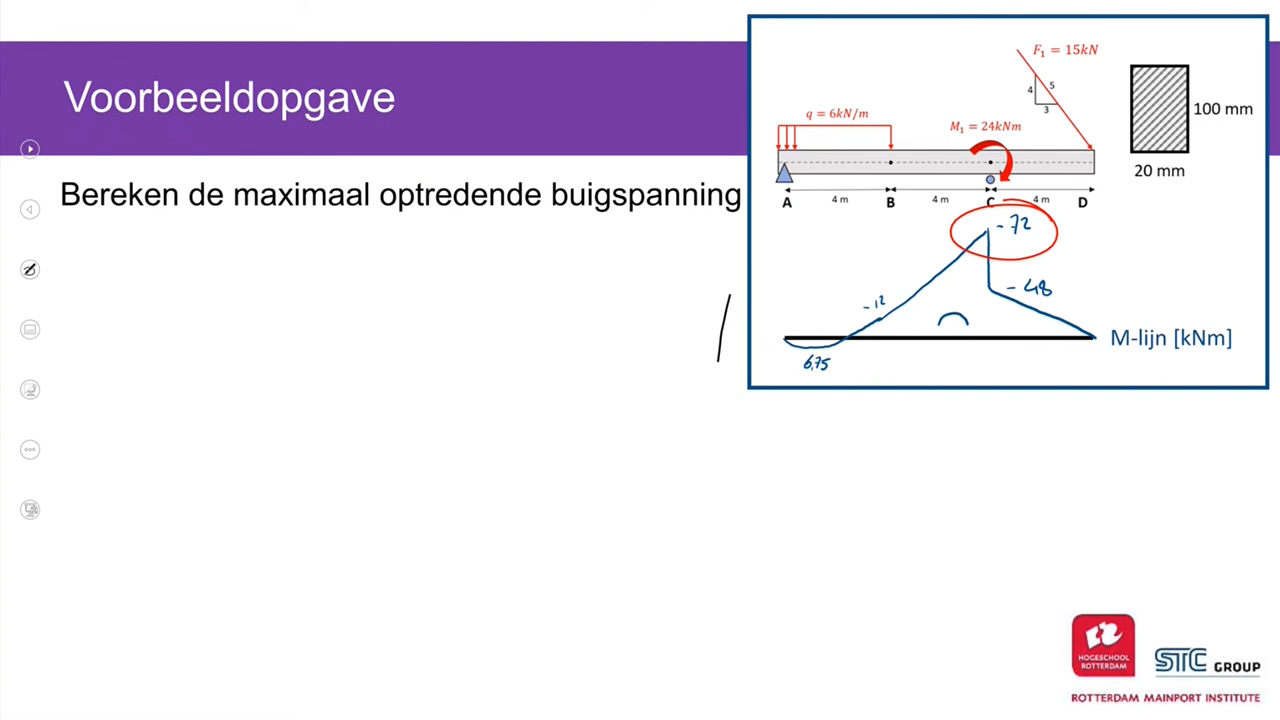 Voorbeeldopgave
Bereken de maximaal optredende buigspanning
F₁ = 15kN
4
5
3
q = 6kN/m
M₁ = 24kNm
100 mm
20 mm
A
4 m
B
4 m
C
4 m
D
- 72
- 48
- 12
6,75
M-lijn [kNm]
HOGESCHOOL
ROTTERDAM
STC GROUP
ROTTERDAM MAINPORT INSTITUTE